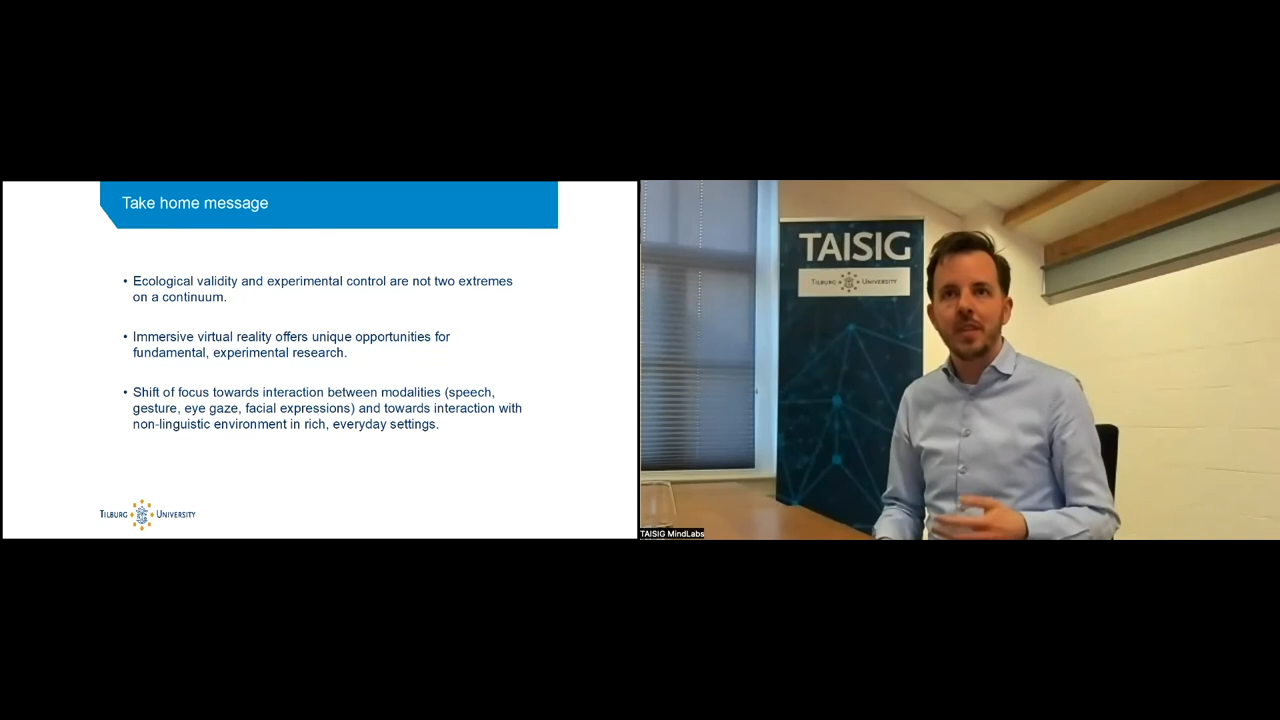 Take home message
• Ecological validity and experimental control are not two extremes
on a continuum.
• Immersive virtual reality offers unique opportunities for
fundamental, experimental research.
• Shift of focus towards interaction between modalities (speech,
gesture, eye gaze, facial expressions) and towards interaction with
non-linguistic environment in rich, everyday settings.
TILBURG UNIVERSITY
TAISIG
TILBURG UNIVERSITY
TAISIG MindLabs